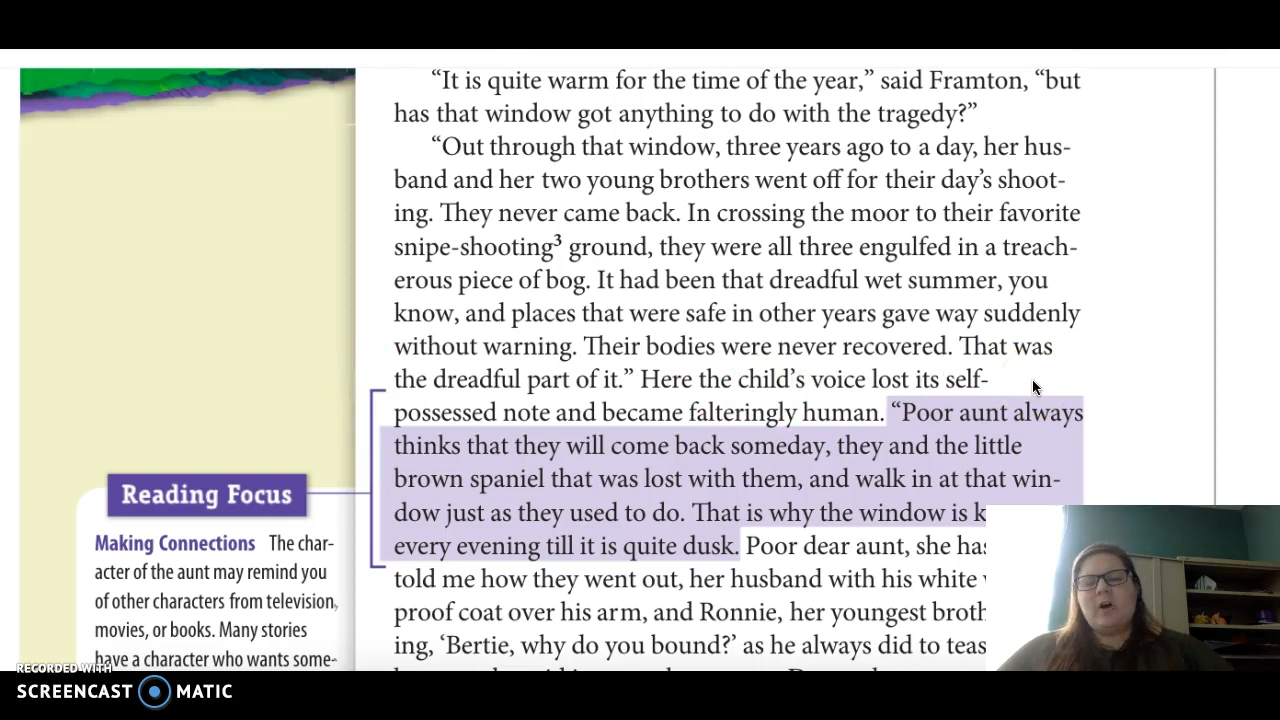 “It is quite warm for the time of the year,” said Framton, “but
has that window got anything to do with the tragedy?”
“Out through that window, three years ago to a day, her hus-
band and her two young brothers went off for their day’s shoot-
ing. They never came back. In crossing the moor to their favorite
snipe-shooting³ ground, they were all three engulfed in a treach-
erous piece of bog. It had been that dreadful wet summer, you
know, and places that were safe in other years gave way suddenly
without warning. Their bodies were never recovered. That was
the dreadful part of it.” Here the child’s voice lost its self-
possessed note and became falteringly human. “Poor aunt always
thinks that they will come back someday, they and the little
brown spaniel that was lost with them, and walk in at that win-
dow just as they used to do. That is why the window is
every evening till it is quite dusk. Poor dear aunt, she has
told me how they went out, her husband with his white
proof coat over his arm, and Ronnie, her youngest
ing, ‘Bertie, why do you bound?’ as he always did to
Reading Focus
Making Connections The char-
acter of the aunt may remind you
of other characters from television,
movies, or books. Many stories
have a character who wants some-
RECORDED WITH
SCREENCAST MATIC